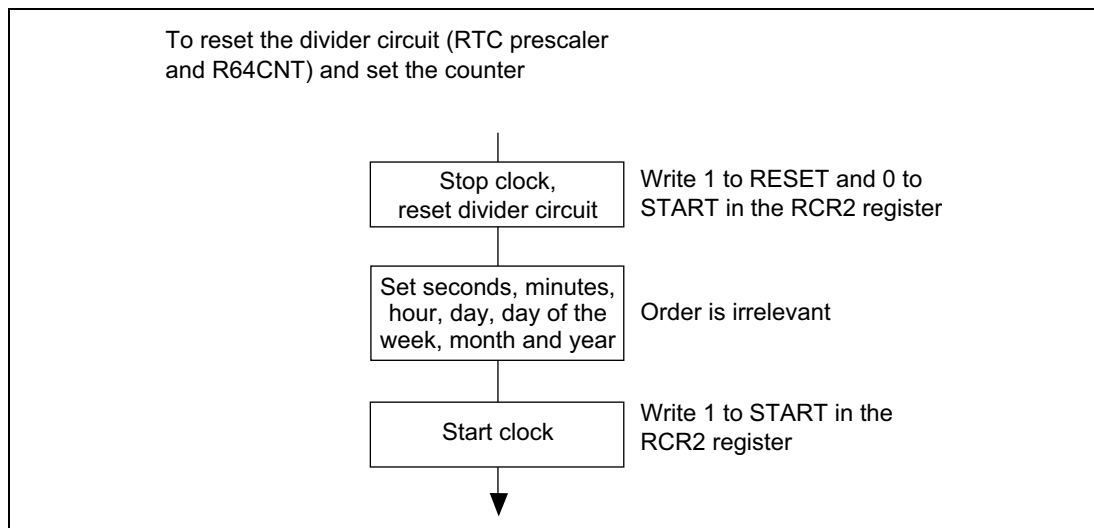 To reset the divider circuit (RTC prescaler
and R64CNT) and set the counter
Stop clock,
reset divider circuit
Write 1 to RESET and 0 to
START in the RCR2 register
Set seconds, minutes,
hour, day, day of the
week, month and year
Order is irrelevant
Start clock
Write 1 to START in the
RCR2 register